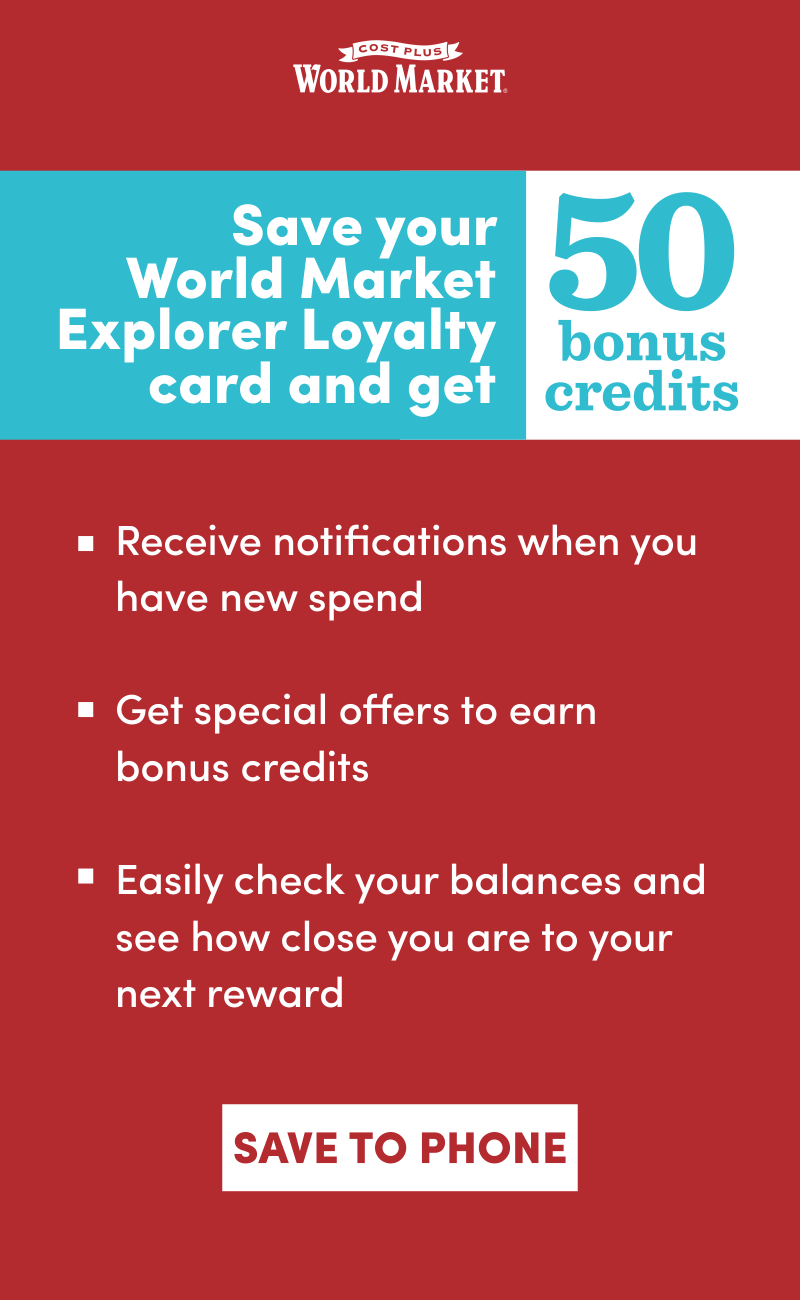 COST PLUS
WORLD MARKET®
Save your
World Market
Explorer Loyalty
card and get
50
bonus
credits
Receive notifications when you
have new spend
Get special offers to earn
bonus credits
Easily check your balances and
see how close you are to your
next reward
SAVE TO PHONE